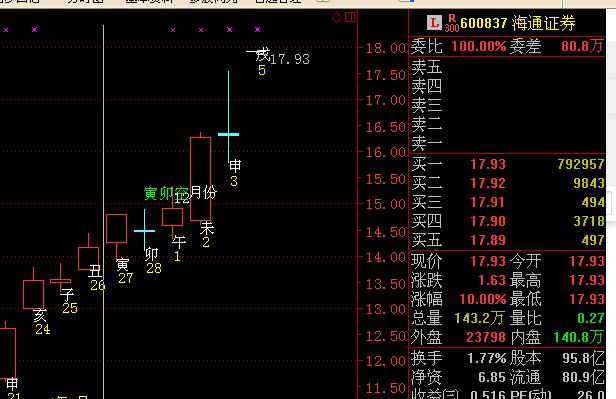 L R 300 600837 海通证券
委比 100.00% 委差 80.8万
卖五
卖四
卖三
卖二
卖一
买一 17.93 792957
买二 17.92 9843
买三 17.91 494
买四 17.90 3718
买五 17.89 497
现价 17.93 今开 17.93
涨跌 1.63 最高 17.93
涨幅 10.00% 最低 17.93
总量 143.2万 量比 0.27
外盘 23798 内盘 140.8万
换手 1.77% 股本 95.8亿
净资 6.85 流通 80.9亿
收益㈢ 0.516 PE(动) 26.0
18.00
17.50
17.00
16.50
16.00
15.50
15.00
14.50
14.00
13.50
13.00
12.50
12.00
11.50
戌 17.93
5
申
3
寅卯空
12月份
未
2
午
1
卯
28
寅
27
丑
26
子
25
亥
24
申
21